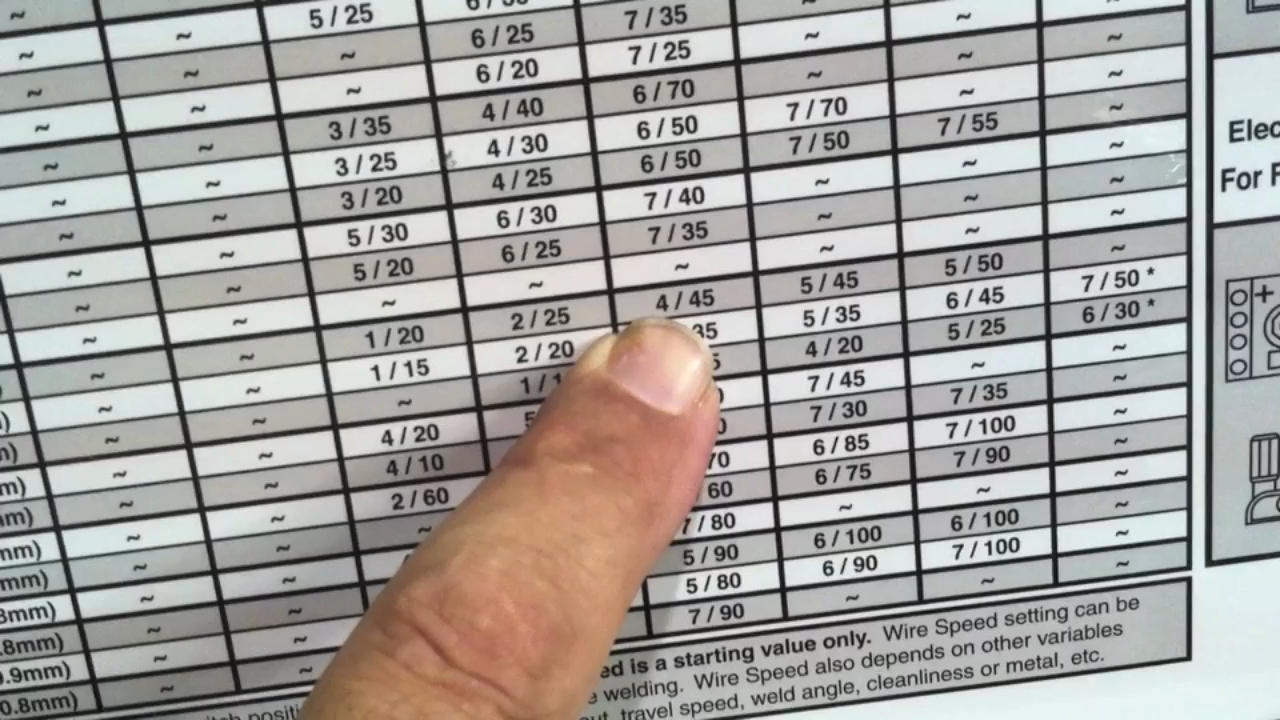 ~
~ ~ 5 / 25
~ ~ ~ 6 / 25 7 / 35
~ ~ ~ 6 / 20 7 / 25 ~ ~
~ ~ 3 / 35 4 / 40 6 / 70 ~ ~ ~
~ ~ 3 / 25 4 / 30 6 / 50 7 / 70 ~ ~
~ ~ 3 / 20 4 / 25 6 / 50 7 / 50 7 / 55 ~
~ ~ 5 / 30 6 / 30 7 / 40 ~ ~ ~
~ ~ 5 / 20 6 / 25 7 / 35 ~ ~ ~
~ ~ ~ ~ ~ ~ ~ ~
~ ~ 1 / 20 2 / 25 4 / 45 5 / 45 5 / 50 ~
~ ~ 1 / 15 2 / 20 35 5 / 35 6 / 45 7 / 50 *
~ ~ ~ 4 / 20 5 / 25 6 / 30 *
~ ~ 4 / 20 7 / 45 ~ ~
~ ~ 4 / 10 7 / 30 7 / 35 ~
~ ~ 2 / 60 70 6 / 85 7 / 100 ~
mm) ~ ~ 60 6 / 75 7 / 90 ~
mm) ~ 7 / 80 ~ ~ ~
8mm) ~ 5 / 90 6 / 100 6 / 100 ~
.8mm) ~ ~ 5 / 80 6 / 90 7 / 100 ~
.9mm) ~ ~ 7 / 90 ~ ~ ~
0.8mm) ~
is a starting value only. Wire Speed setting can be
welding. Wire Speed also depends on other variables
travel speed, weld angle, cleanliness or metal, etc.
Elec
For F
+